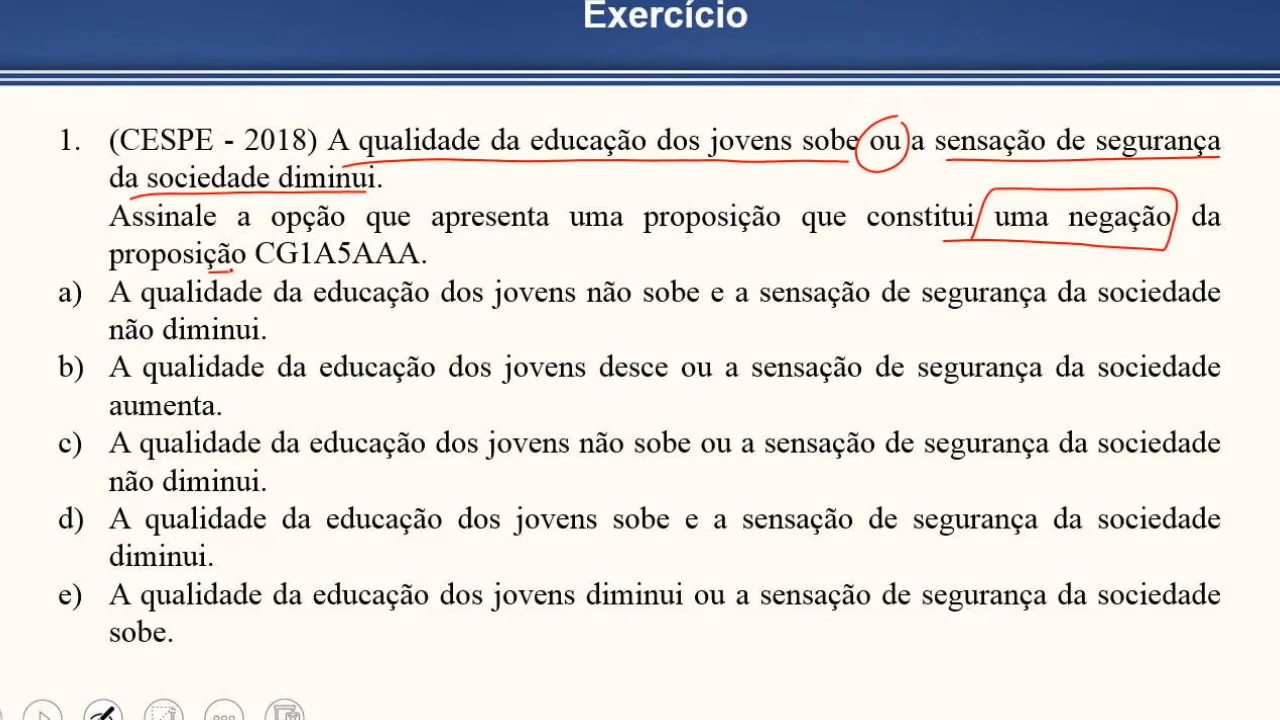 Exercício
1. (CESPE - 2018) A qualidade da educação dos jovens sobe ou a sensação de segurança
da sociedade diminui.
Assinale a opção que apresenta uma proposição que constitui uma negação da
proposição CG1A5AAA.
a) A qualidade da educação dos jovens não sobe e a sensação de segurança da sociedade
não diminui.
b) A qualidade da educação dos jovens desce ou a sensação de segurança da sociedade
aumenta.
c) A qualidade da educação dos jovens não sobe ou a sensação de segurança da sociedade
não diminui.
d) A qualidade da educação dos jovens sobe e a sensação de segurança da sociedade
diminui.
e) A qualidade da educação dos jovens diminui ou a sensação de segurança da sociedade
sobe.